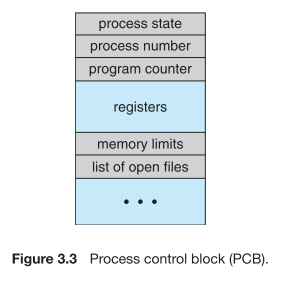 process state
process number
program counter
registers
memory limits
list of open files
• • •
Figure 3.3 Process control block (PCB).